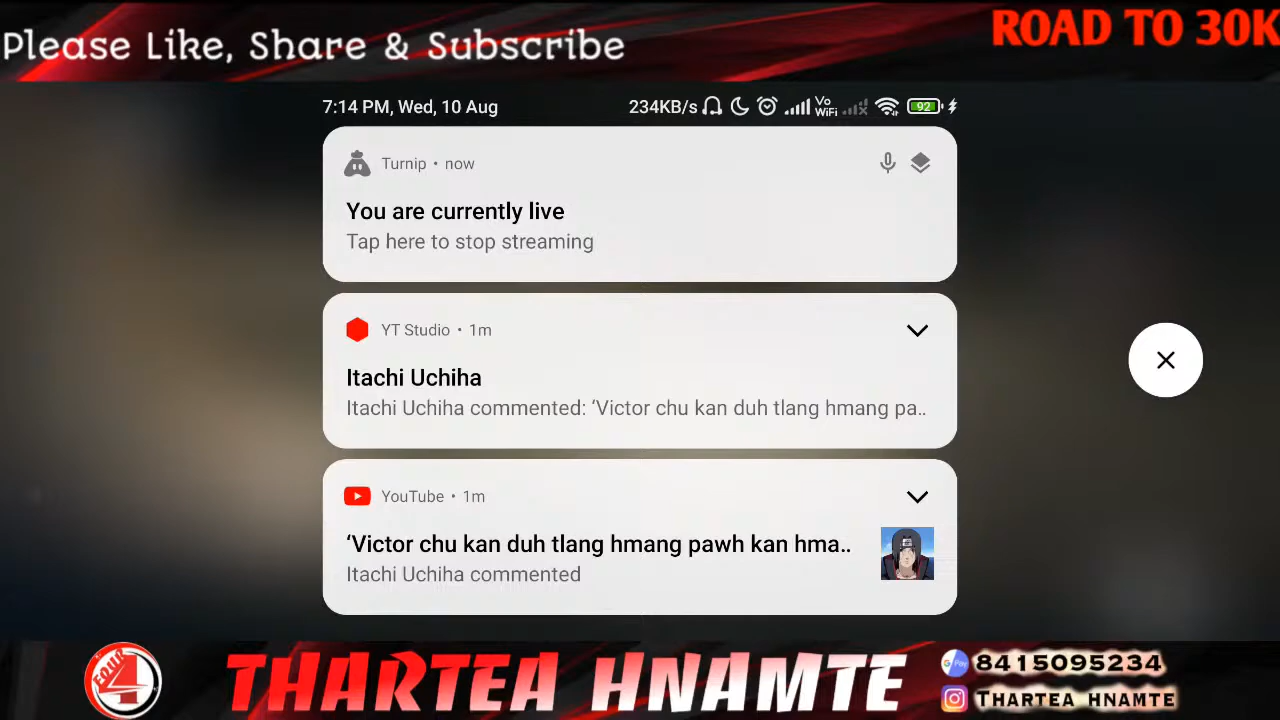 Please Like, Share & Subscribe
ROAD TO 30K
7:14 PM, Wed, 10 Aug
234KB/s
Vo WiFi
92
Turnip • now
You are currently live
Tap here to stop streaming
YT Studio • 1m
Itachi Uchiha
Itachi Uchiha commented: ‘Victor chu kan duh tlang hmang pa..
YouTube • 1m
‘Victor chu kan duh tlang hmang pawh kan hma..
Itachi Uchiha commented
FOUR 4
THARTEA HNAMTE
G Pay 8415095234
THARTEA HNAMTE